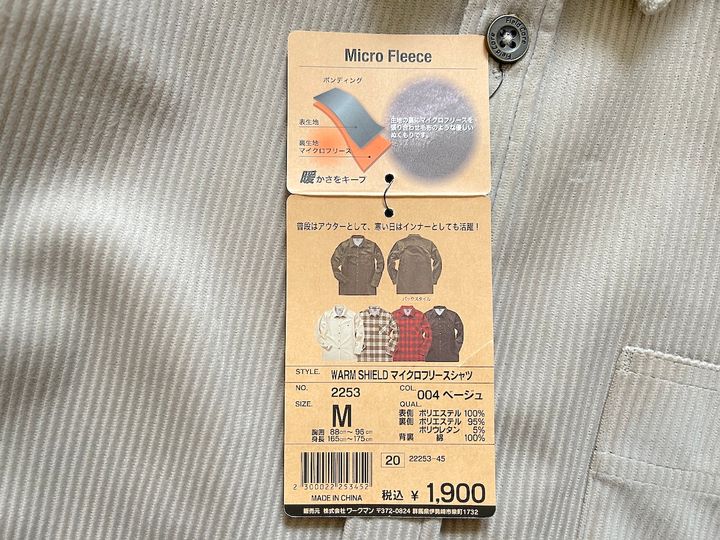 Field Core
Field Core
Micro Fleece
ボンディング
表生地
裏生地
マイクロフリース
生地の裏にマイクロフリースを
張り合わせ毛布のような優しい
ぬくもりです。
暖かさをキープ
普段はアウターとして、寒い日はインナーとしても活躍！
バックスタイル
STYLE. WARM SHIELD マイクロフリースシャツ
NO. 2253
COL. 004 ベージュ
SIZE. M
胸囲 88cm〜 96cm
身長 165cm〜175cm
QUAL.
表側 ポリエステル 100%
裏側 ポリエステル 95%
ポリウレタン 5%
背裏 綿 100%
20 22253-45
2 300022 253452
MADE IN CHINA
税込 ¥ 1,900
販売元 株式会社 ワークマン 〒372-0824 群馬県伊勢崎市柴町1732